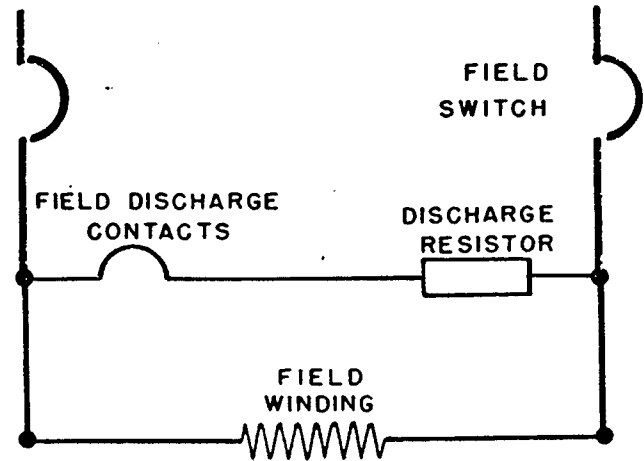 FIELD
SWITCH
FIELD DISCHARGE
CONTACTS
DISCHARGE
RESISTOR
FIELD
WINDING